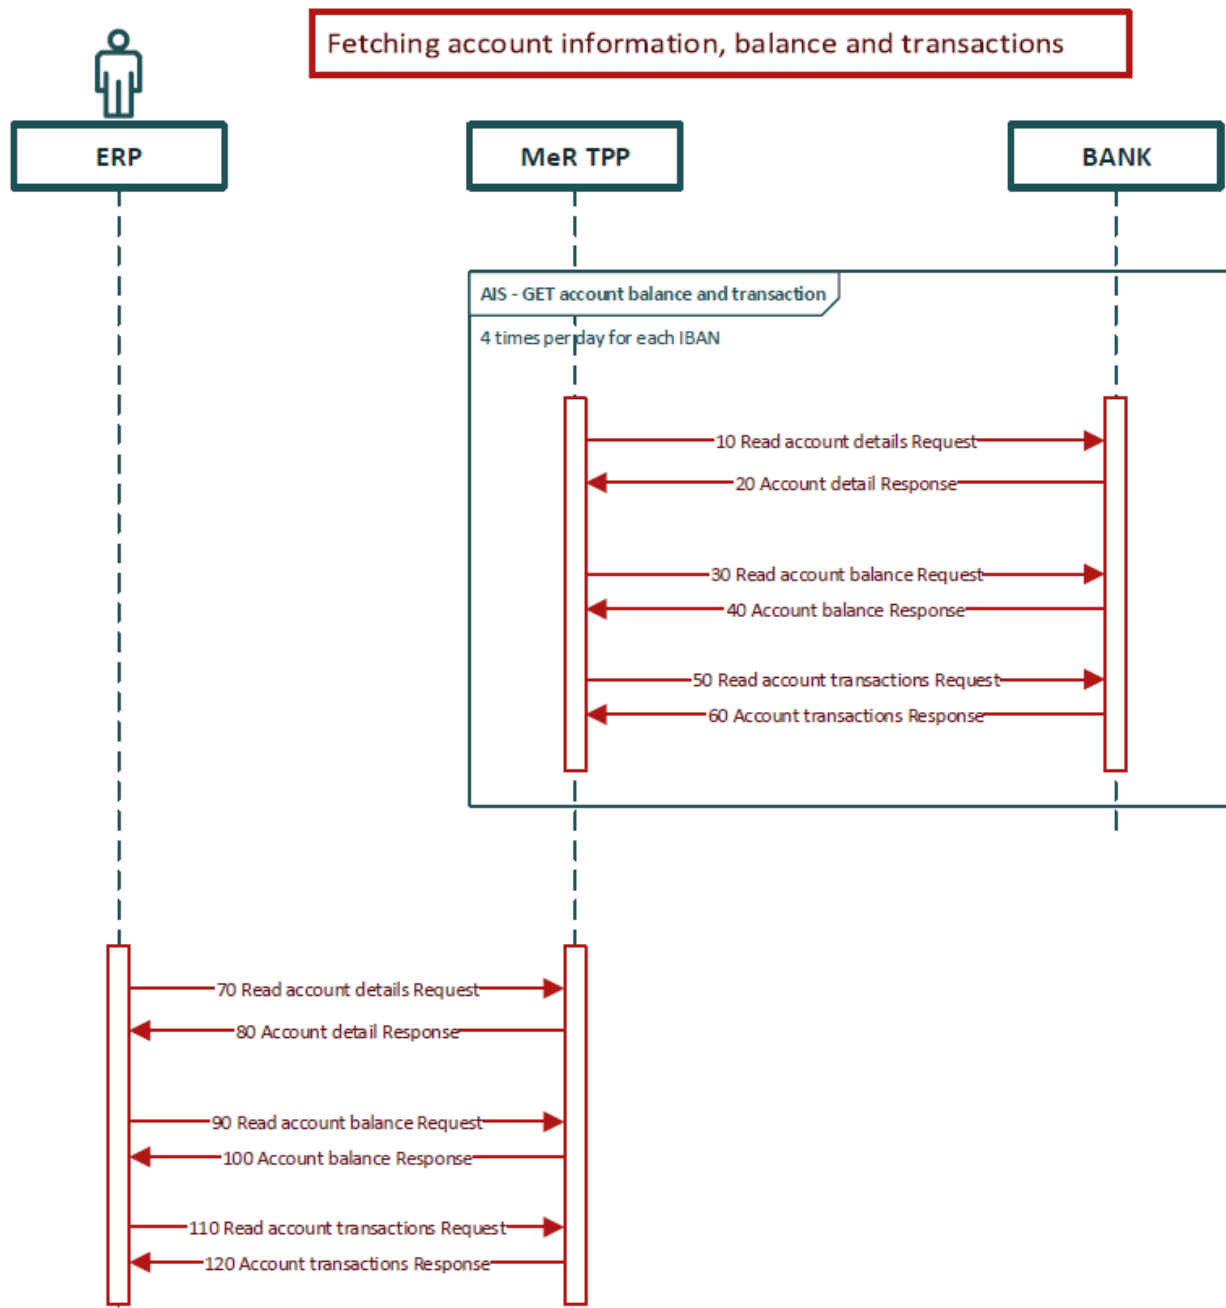 Fetching account information, balance and transactions
ERP
MeR TPP
BANK
AIS - GET account balance and transaction
4 times per day for each IBAN
10 Read account details Request
20 Account detail Response
30 Read account balance Request
40 Account balance Response
50 Read account transactions Request
60 Account transactions Response
70 Read account details Request
80 Account detail Response
90 Read account balance Request
100 Account balance Response
110 Read account transactions Request
120 Account transactions Response